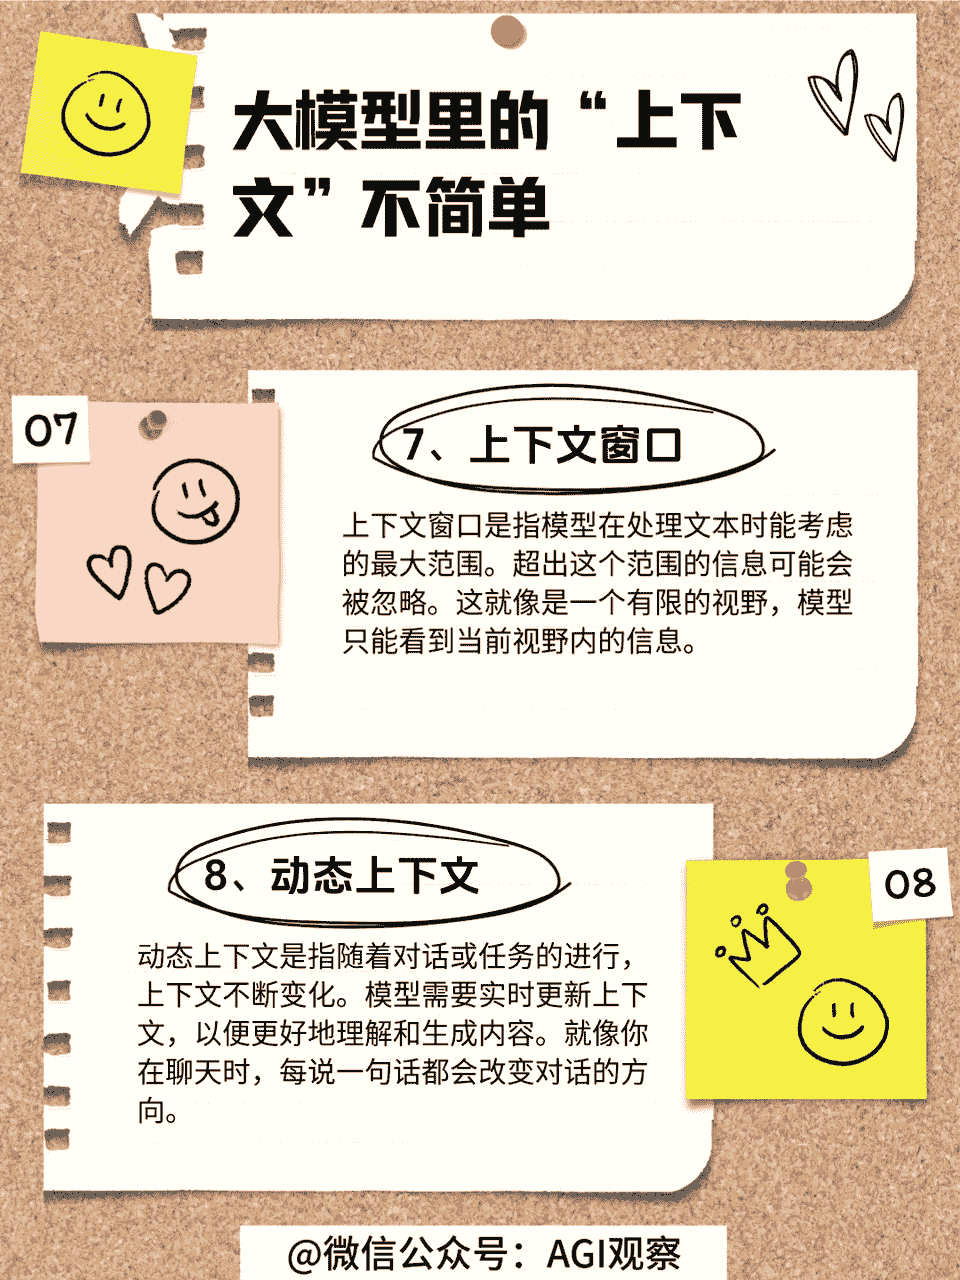 大模型里的“上下
文”不简单
07
7、上下文窗口
上下文窗口是指模型在处理文本时能考虑
的最大范围。超出这个范围的信息可能会
被忽略。这就像是一个有限的视野，模型
只能看到当前视野内的信息。
8、动态上下文
08
动态上下文是指随着对话或任务的进行，
上下文不断变化。模型需要实时更新上下
文，以便更好地理解和生成内容。就像你
在聊天时，每说一句话都会改变对话的方
向。
@微信公众号：AGI观察